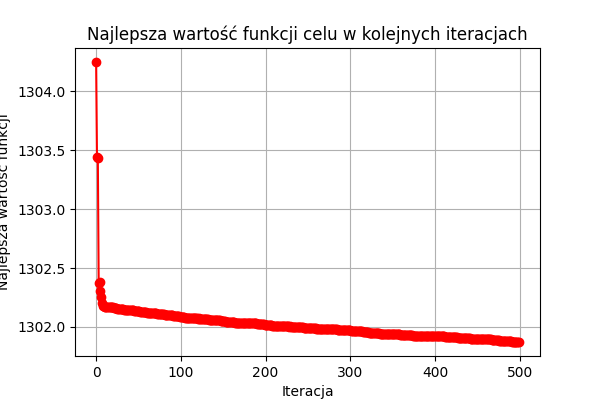 Najlepsza wartość funkcji celu w kolejnych iteracjach
Najlepsza wartość funkcji
1304.0
1303.5
1303.0
1302.5
1302.0
0 100 200 300 400 500
Iteracja